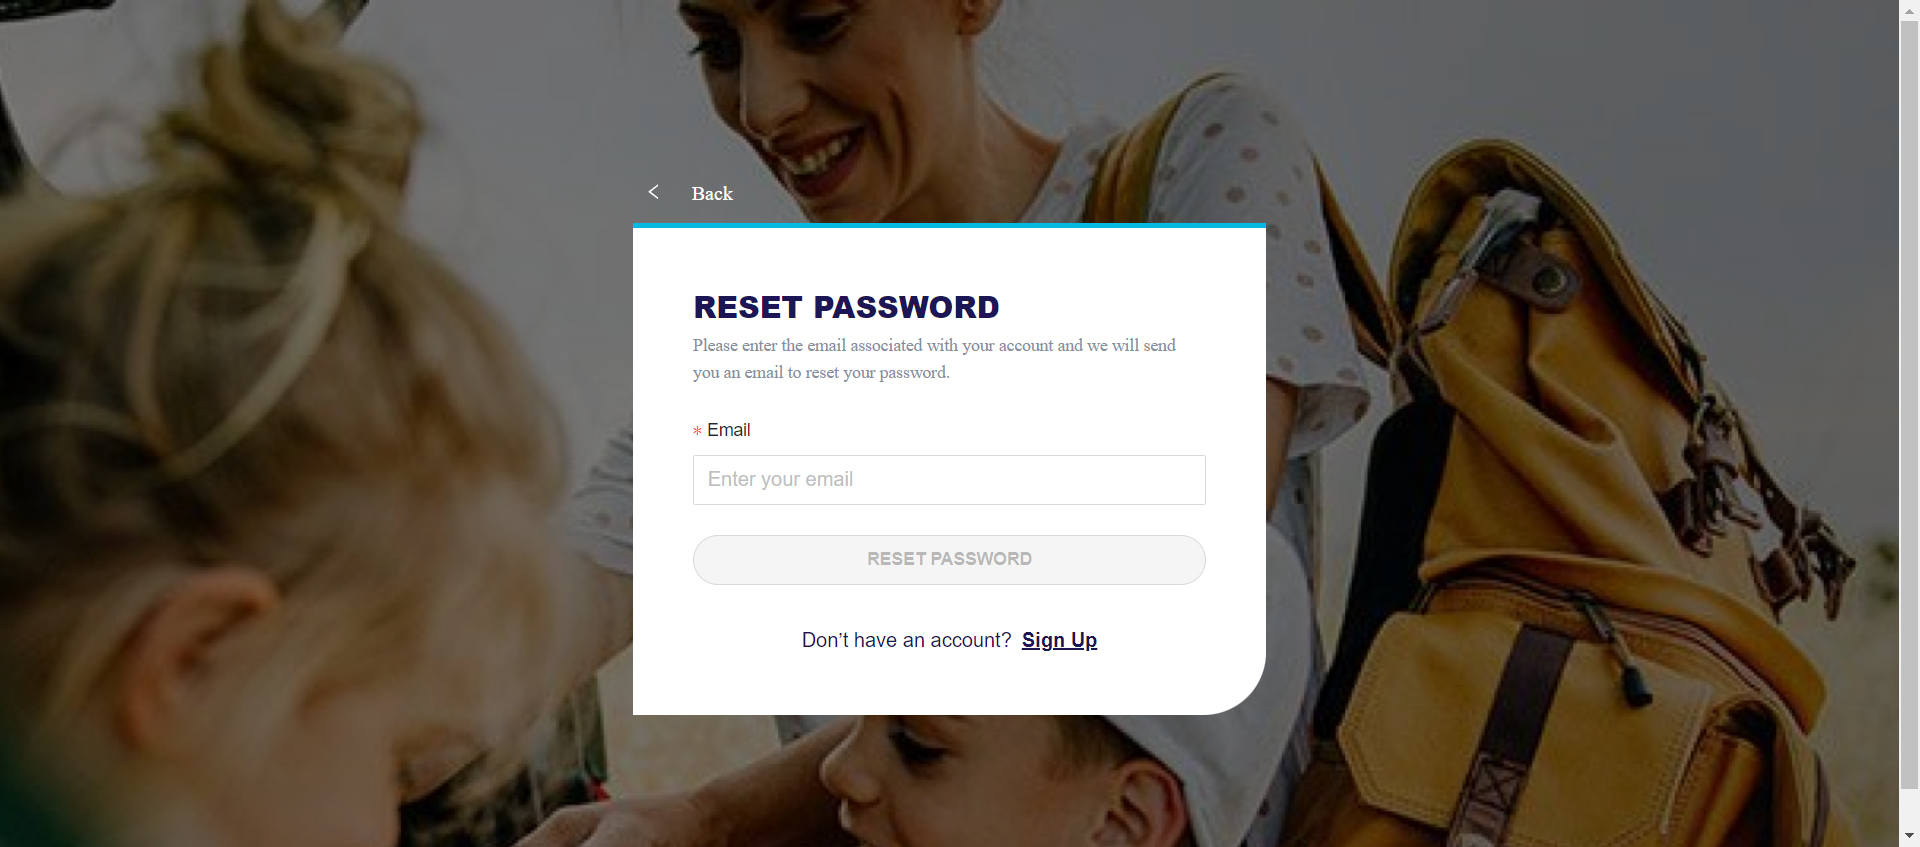 Back
RESET PASSWORD
Please enter the email associated with your account and we will send
you an email to reset your password.
* Email
Enter your email
RESET PASSWORD
Don’t have an account? Sign Up